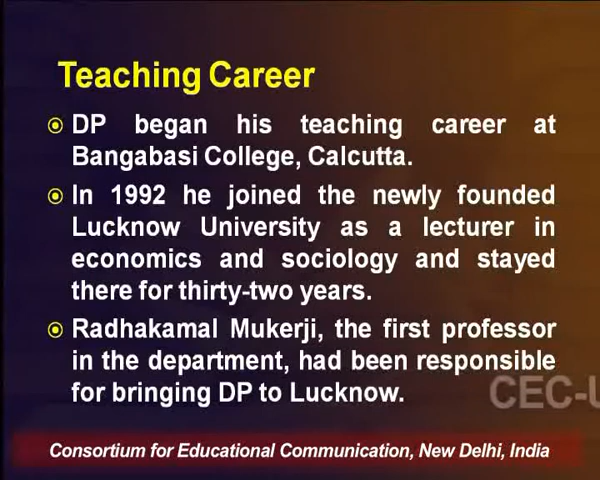 Teaching Career
DP began his teaching career at
Bangabasi College, Calcutta.
In 1992 he joined the newly founded
Lucknow University as a lecturer in
economics and sociology and stayed
there for thirty-two years.
Radhakamal Mukerji, the first professor
in the department, had been responsible
for bringing DP to Lucknow.
CEC-U
Consortium for Educational Communication, New Delhi, India